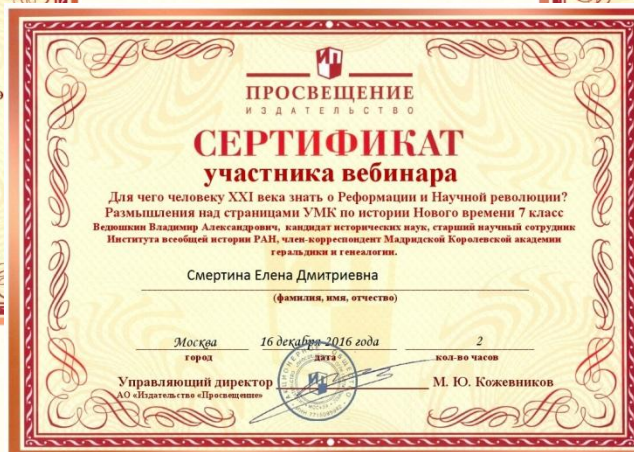 ПРОСВЕЩЕНИЕ
ИЗДАТЕЛЬСТВО
СЕРТИФИКАТ
участника вебинара
Для чего человеку XXI века знать о Реформации и Научной революции?
Размышления над страницами УМК по истории Нового времени 7 класс
Ведюшкин Владимир Александрович, кандидат исторических наук, старший научный сотрудник
Института всеобщей истории РАН, член-корреспондент Мадридской Королевской академии
геральдики и генеалогии.
Смертина Елена Дмитриевна
(фамилия, имя, отчество)
Москва 16 декабря 2016 года 2
город дата кол-во часов
Управляющий директор М. Ю. Кожевников
АО «Издательство «Просвещение»